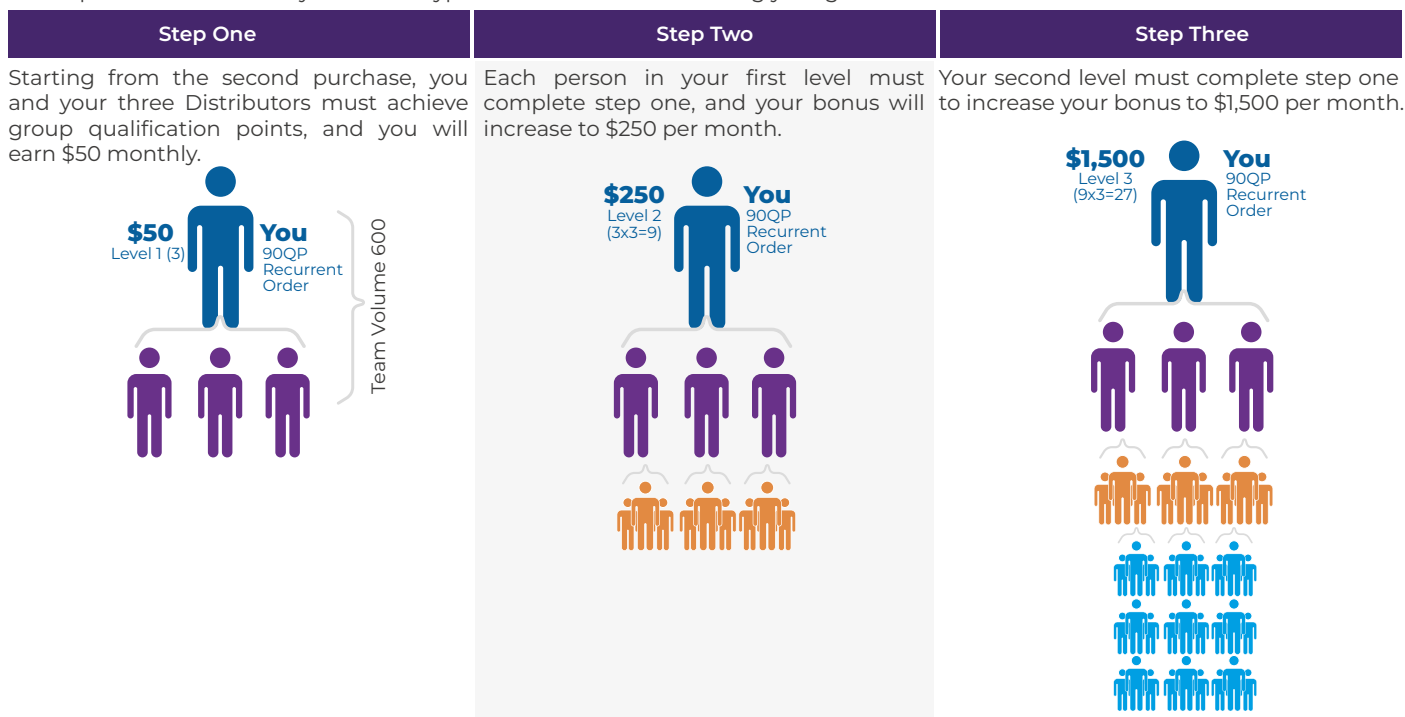 Step One
Starting from the second purchase, you
and your three Distributors must achieve
group qualification points, and you will
earn $50 monthly.
$50
Level 1 (3)
You
90QP
Recurrent
Order
Team Volume 600
Step Two
Each person in your first level must
complete step one, and your bonus will
increase to $250 per month.
$250
Level 2
(3x3=9)
You
90QP
Recurrent
Order
Step Three
Your second level must complete step one
to increase your bonus to $1,500 per month.
$1,500
Level 3
(9x3=27)
You
90QP
Recurrent
Order